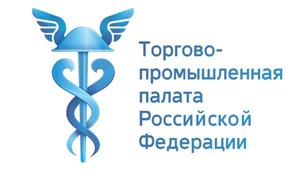 Торгово-
промышленная
палата
Российской
Федерации